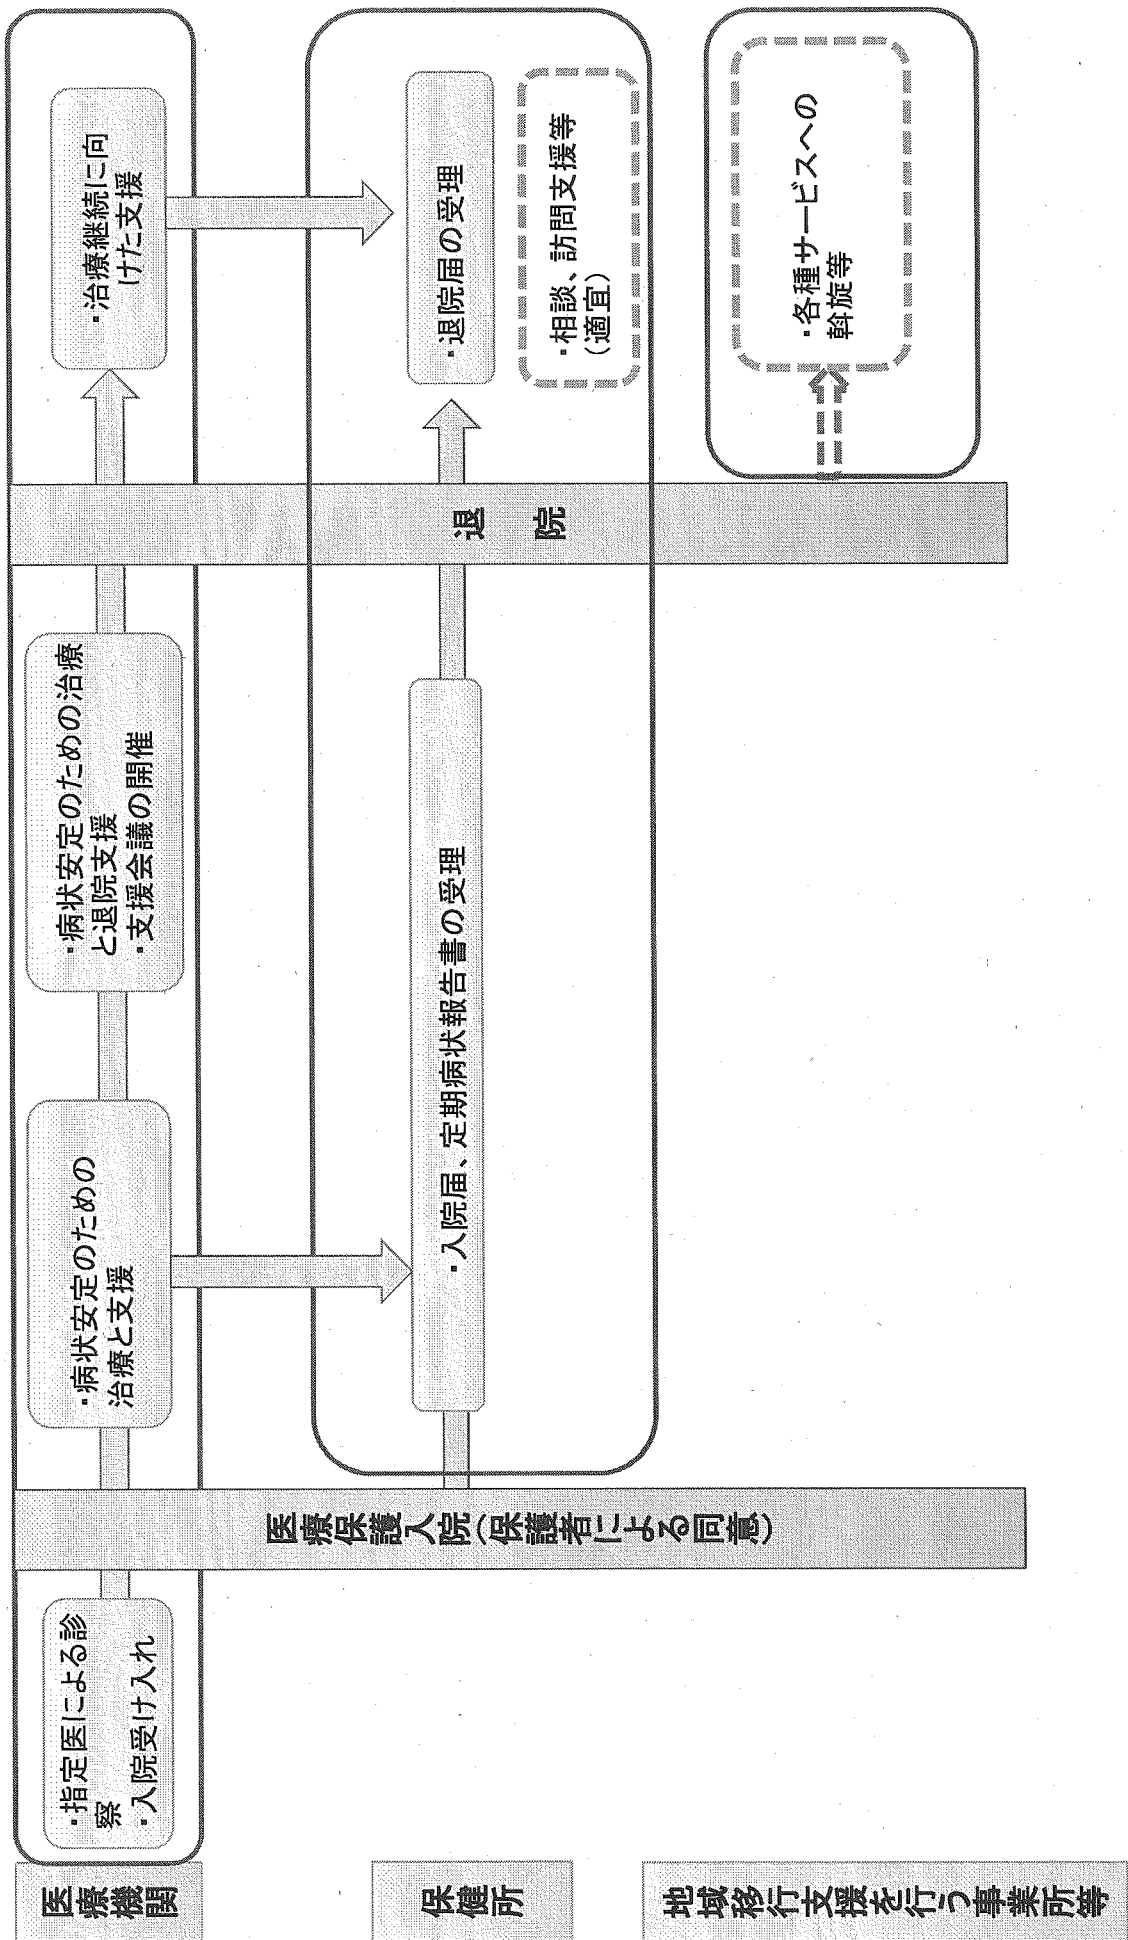 医療機関
・指定医による診
察
・入院受け入れ
医療保護入院（保護者による同意）
・病状安定のための
治療と支援
・病状安定のための治療
と退院支援
・支援会議の開催
退　院
・治療継続に向
けた支援
保健所
・入院届、定期病状報告書の受理
・退院届の受理
・相談、訪問支援等
（適宜）
地域移行支援を行う事業所等
・各種サービスへの
斡旋等